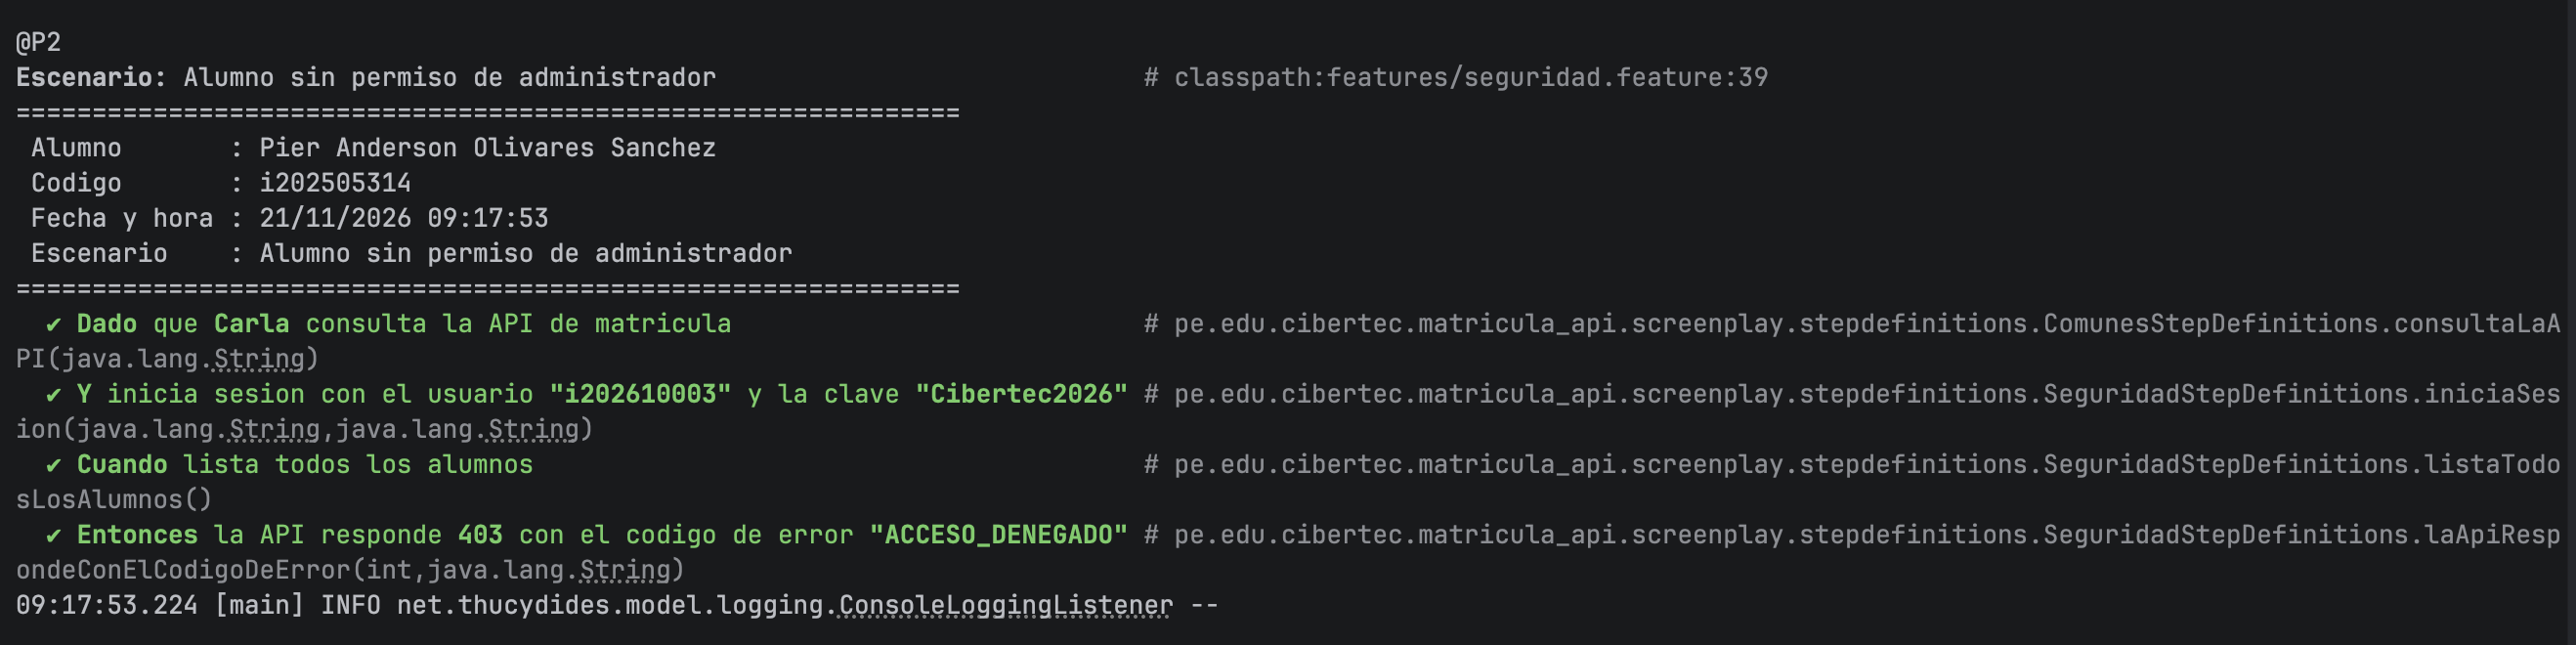 @P2
Escenario: Alumno sin permiso de administrador # classpath:features/seguridad.feature:39
==============================================================
Alumno : Pier Anderson Olivares Sanchez
Codigo : i202505314
Fecha y hora : 21/11/2026 09:17:53
Escenario : Alumno sin permiso de administrador
==============================================================
✔ Dado que Carla consulta la API de matricula # pe.edu.cibertec.matricula_api.screenplay.stepdefinitions.ComunesStepDefinitions.consultaLaA
PI(java.lang.String)
✔ Y inicia sesion con el usuario "i202610003" y la clave "Cibertec2026" # pe.edu.cibertec.matricula_api.screenplay.stepdefinitions.SeguridadStepDefinitions.iniciaSes
ion(java.lang.String,java.lang.String)
✔ Cuando lista todos los alumnos # pe.edu.cibertec.matricula_api.screenplay.stepdefinitions.SeguridadStepDefinitions.listaTodo
sLosAlumnos()
✔ Entonces la API responde 403 con el codigo de error "ACCESO_DENEGADO" # pe.edu.cibertec.matricula_api.screenplay.stepdefinitions.SeguridadStepDefinitions.laApiResp
ondeConElCodigoDeError(int,java.lang.String)
09:17:53.224 [main] INFO net.thucydides.model.logging.ConsoleLoggingListener --